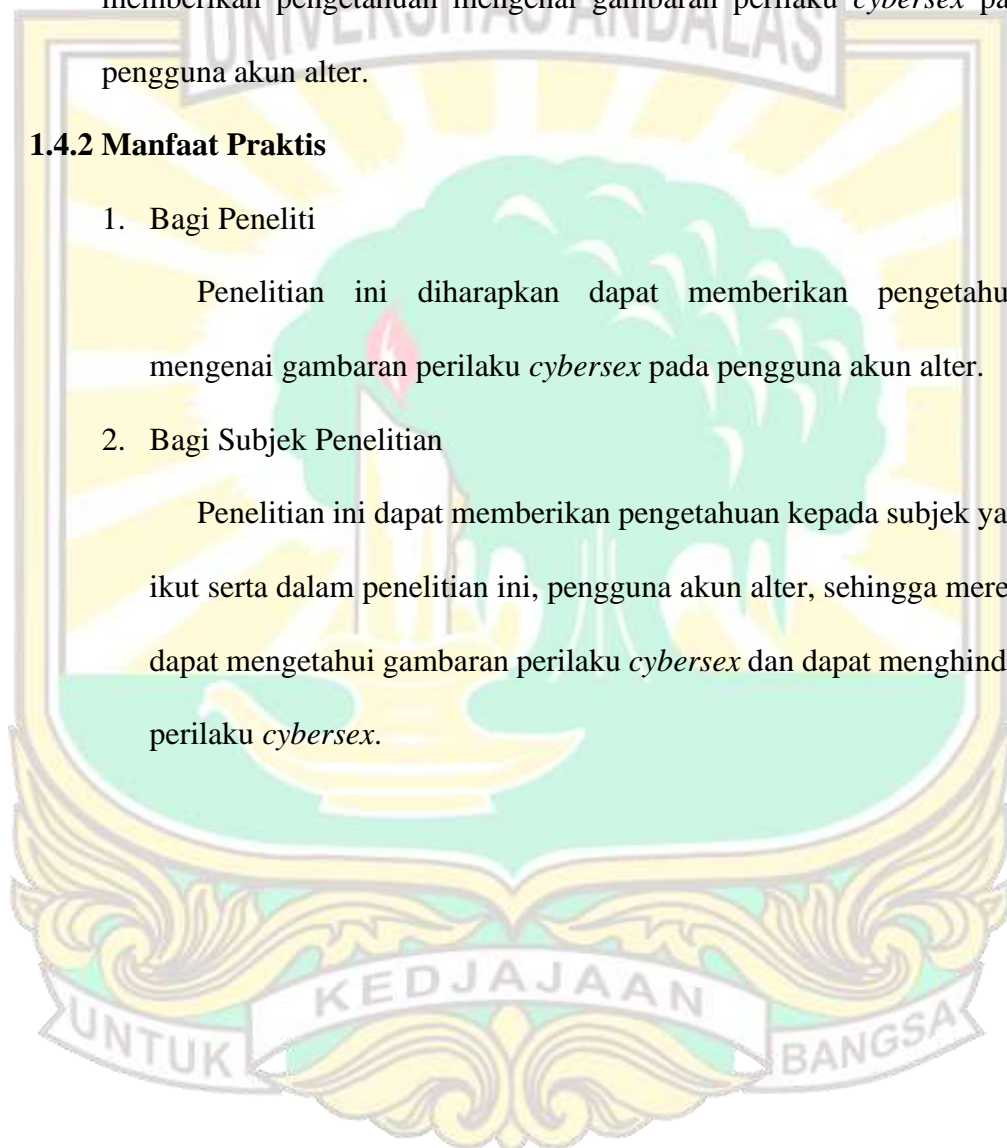 memberikan pengetahuan mengenai gambaran perilaku cybersex pa
UNIVERSITAS ANDALAS
pengguna akun alter.
1.4.2 Manfaat Praktis
1. Bagi Peneliti
Penelitian ini diharapkan dapat memberikan pengetahu
mengenai gambaran perilaku cybersex pada pengguna akun alter.
2. Bagi Subjek Penelitian
Penelitian ini dapat memberikan pengetahuan kepada subjek ya
ikut serta dalam penelitian ini, pengguna akun alter, sehingga mere
dapat mengetahui gambaran perilaku cybersex dan dapat menghind
perilaku cybersex.
UNTUK KEDJAJAAN BANGSA